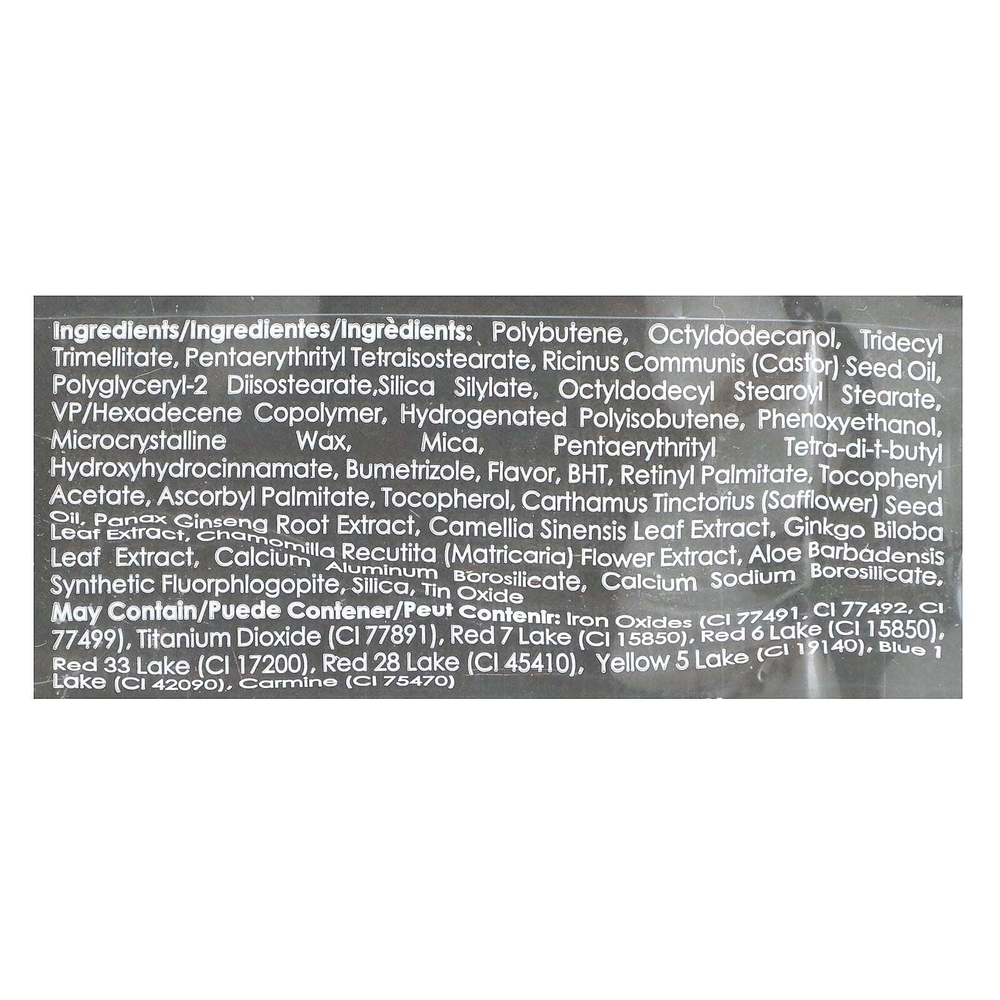 Ingredients/Ingredientes/Ingrèdients: Polybutene, Octyldodecanol, Tridecyl
Trimellitate, Pentaerythrityl Tetraisostearate, Ricinus Communis (Castor) Seed Oil,
Polyglyceryl-2 Diisostearate,Silica Silylate, Octyldodecyl Stearoyl Stearate,
VP/Hexadecene Copolymer, Hydrogenated Polyisobutene, Phenoxyethanol,
Microcrystalline Wax, Mica, Pentaerythrityl Tetra-di-t-butyl
Hydroxyhydrocinnamate, Bumetrizole, Flavor, BHT, Retinyl Palmitate, Tocopheryl
Acetate, Ascorbyl Palmitate, Tocopherol, Carthamus Tinctorius (Safflower) Seed
Oil, Panax Ginseng Root Extract, Camellia Sinensis Leaf Extract, Ginkgo Biloba
Leaf Extract, Chamomilla Recutita (Matricaria) Flower Extract, Aloe Barbadensis
Leaf Extract, Calcium Aluminum Borosilicate, Calcium Sodium Borosilicate,
Synthetic Fluorphlogopite, Silica, Tin Oxide
May Contain/Puede Contener/Peut Contenir: Iron Oxides (CI 77491, CI 77492, CI
77499), Titanium Dioxide (CI 77891), Red 7 Lake (CI 15850), Red 6 Lake (CI 15850),
Red 33 Lake (CI 17200), Red 28 Lake (CI 45410), Yellow 5 Lake (CI 19140), Blue 1
Lake (CI 42090), Carmine (CI 75470)